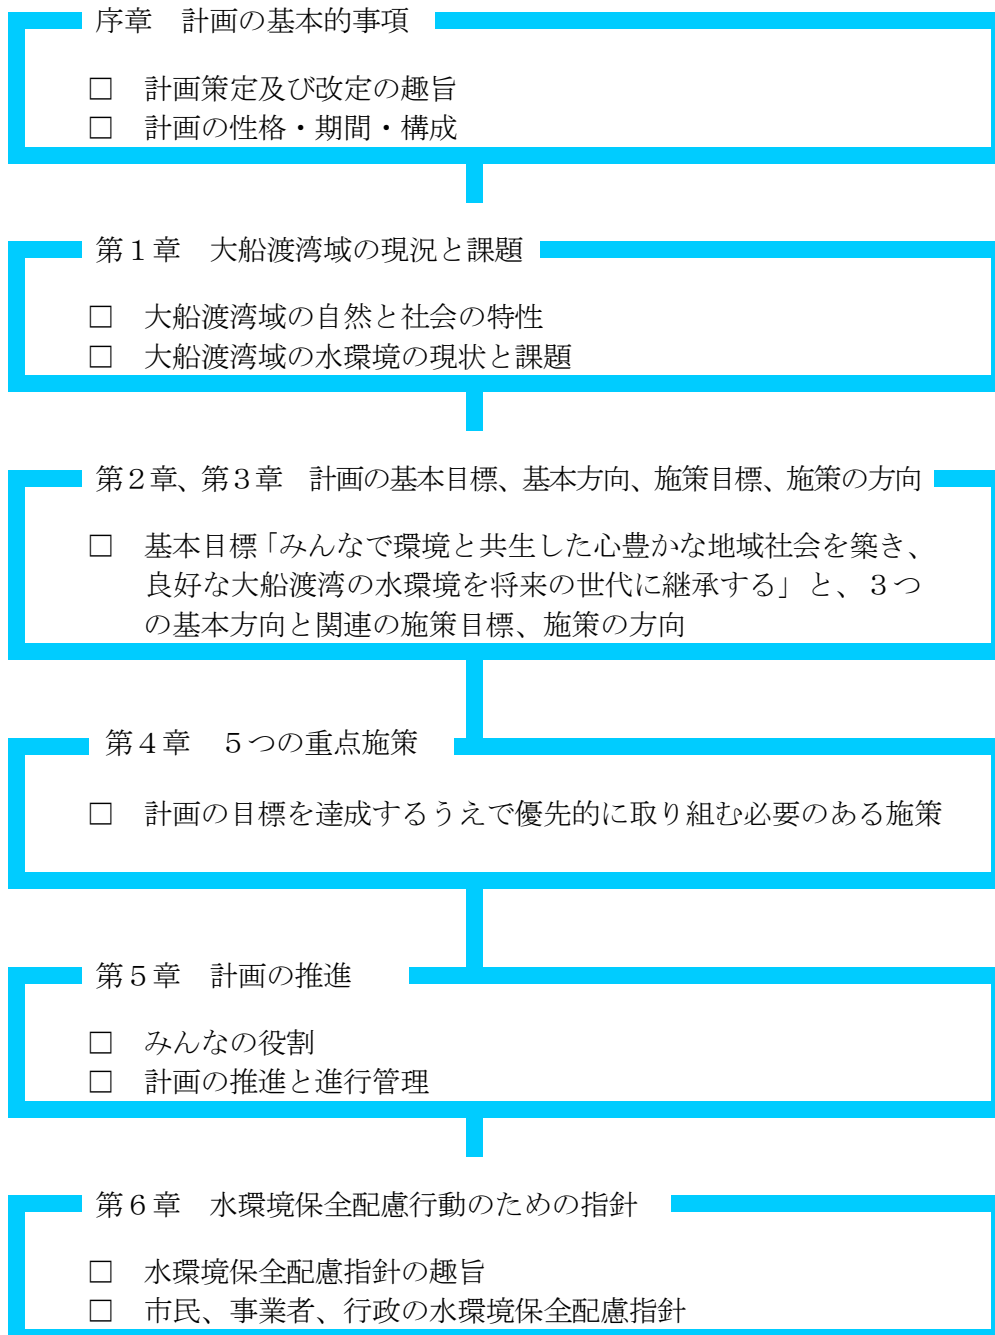 序章　計画の基本的事項
□　計画策定及び改定の趣旨
□　計画の性格・期間・構成
第１章　大船渡湾域の現況と課題
□　大船渡湾域の自然と社会の特性
□　大船渡湾域の水環境の現状と課題
第２章、第３章　計画の基本目標、基本方向、施策目標、施策の方向
□　基本目標「みんなで環境と共生した心豊かな地域社会を築き、
良好な大船渡湾の水環境を将来の世代に継承する」と、３つ
の基本方向と関連の施策目標、施策の方向
第４章　５つの重点施策
□　計画の目標を達成するうえで優先的に取り組む必要のある施策
第５章　計画の推進
□　みんなの役割
□　計画の推進と進行管理
第６章　水環境保全配慮行動のための指針
□　水環境保全配慮指針の趣旨
□　市民、事業者、行政の水環境保全配慮指針